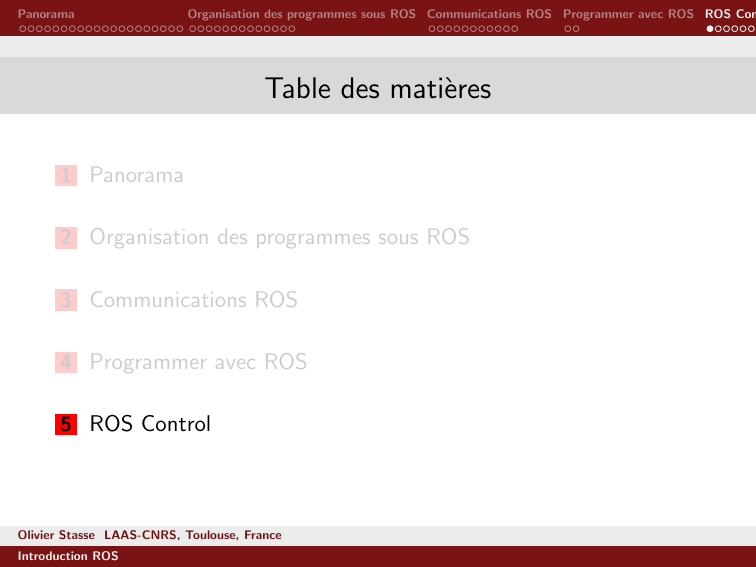 Panorama
Organisation des programmes sous ROS
Communications ROS
Programmer avec ROS
ROS Con
Table des matières
1 Panorama
2 Organisation des programmes sous ROS
3 Communications ROS
4 Programmer avec ROS
5 ROS Control
Olivier Stasse LAAS-CNRS, Toulouse, France
Introduction ROS